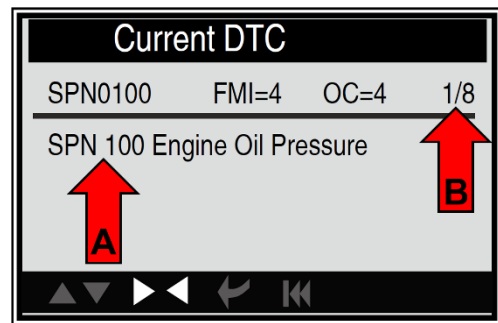 Current DTC
SPN0100 FMI=4 OC=4 1/8
SPN 100 Engine Oil Pressure
A
B